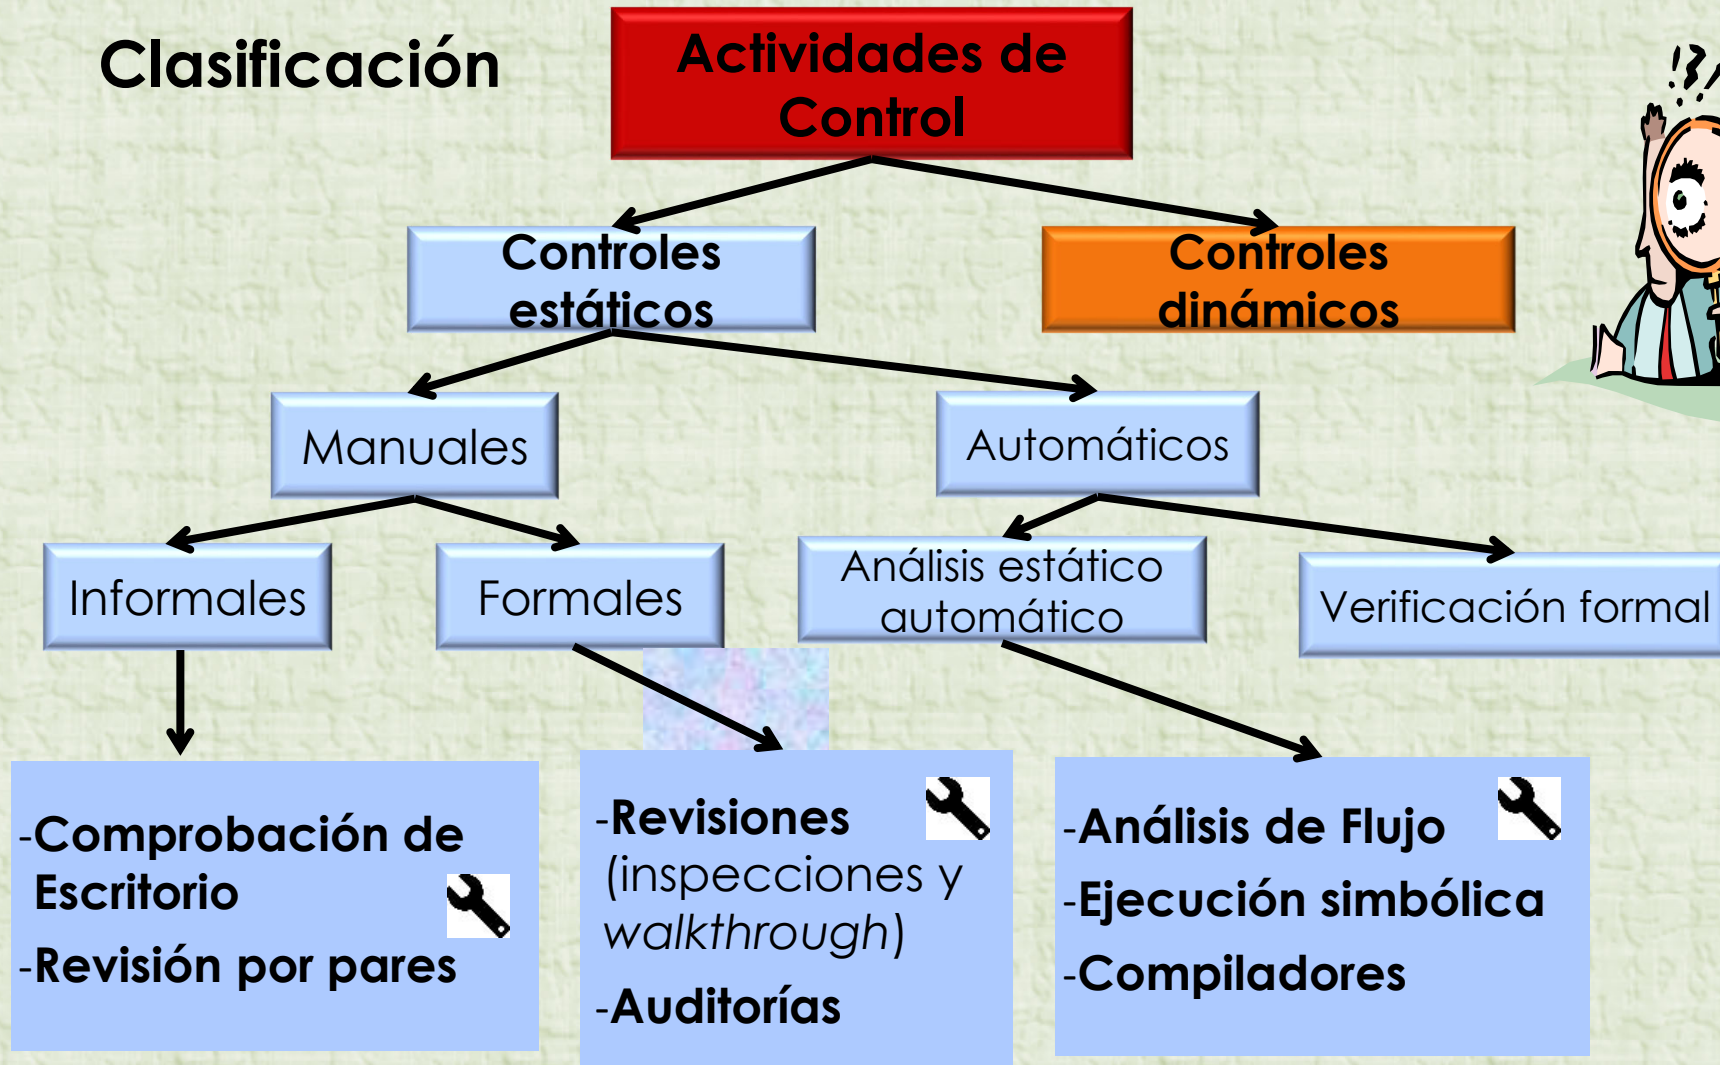 Clasificación
Actividades de
Control
Controles
estáticos
Controles
dinámicos
Manuales
Automáticos
Informales
Formales
Análisis estático
automático
Verificación formal
-Comprobación de
Escritorio
-Revisión por pares
-Revisiones
(inspecciones y
walkthrough)
-Auditorías
-Análisis de Flujo
-Ejecución simbólica
-Compiladores